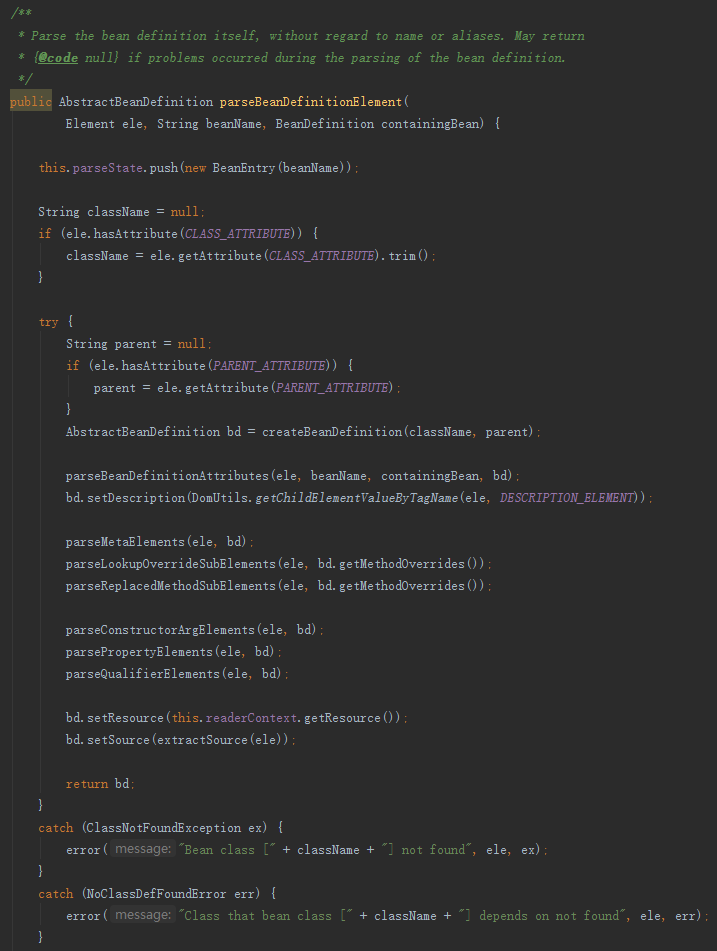 /**
 * Parse the bean definition itself, without regard to name or aliases. May return
 * {@code null} if problems occurred during the parsing of the bean definition.
 */
public AbstractBeanDefinition parseBeanDefinitionElement(
        Element ele, String beanName, BeanDefinition containingBean) {
    this.parseState.push(new BeanEntry(beanName));
    String className = null;
    if (ele.hasAttribute(CLASS_ATTRIBUTE)) {
        className = ele.getAttribute(CLASS_ATTRIBUTE).trim();
    }
    try {
        String parent = null;
        if (ele.hasAttribute(PARENT_ATTRIBUTE)) {
            parent = ele.getAttribute(PARENT_ATTRIBUTE);
        }
        AbstractBeanDefinition bd = createBeanDefinition(className, parent);
        parseBeanDefinitionAttributes(ele, beanName, containingBean, bd);
        bd.setDescription(DomUtils.getChildElementValueByTagName(ele, DESCRIPTION_ELEMENT));
        parseMetaElements(ele, bd);
        parseLookupOverrideSubElements(ele, bd.getMethodOverrides());
        parseReplacedMethodSubElements(ele, bd.getMethodOverrides());
        parseConstructorArgElements(ele, bd);
        parsePropertyElements(ele, bd);
        parseQualifierElements(ele, bd);
        bd.setResource(this.readerContext.getResource());
        bd.setSource(extractSource(ele));
        return bd;
    }
    catch (ClassNotFoundException ex) {
        error( message: "Bean class [" + className + "] not found", ele, ex);
    }
    catch (NoClassDefFoundError err) {
        error( message: "Class that bean class [" + className + "] depends on not found", ele, err);
    }